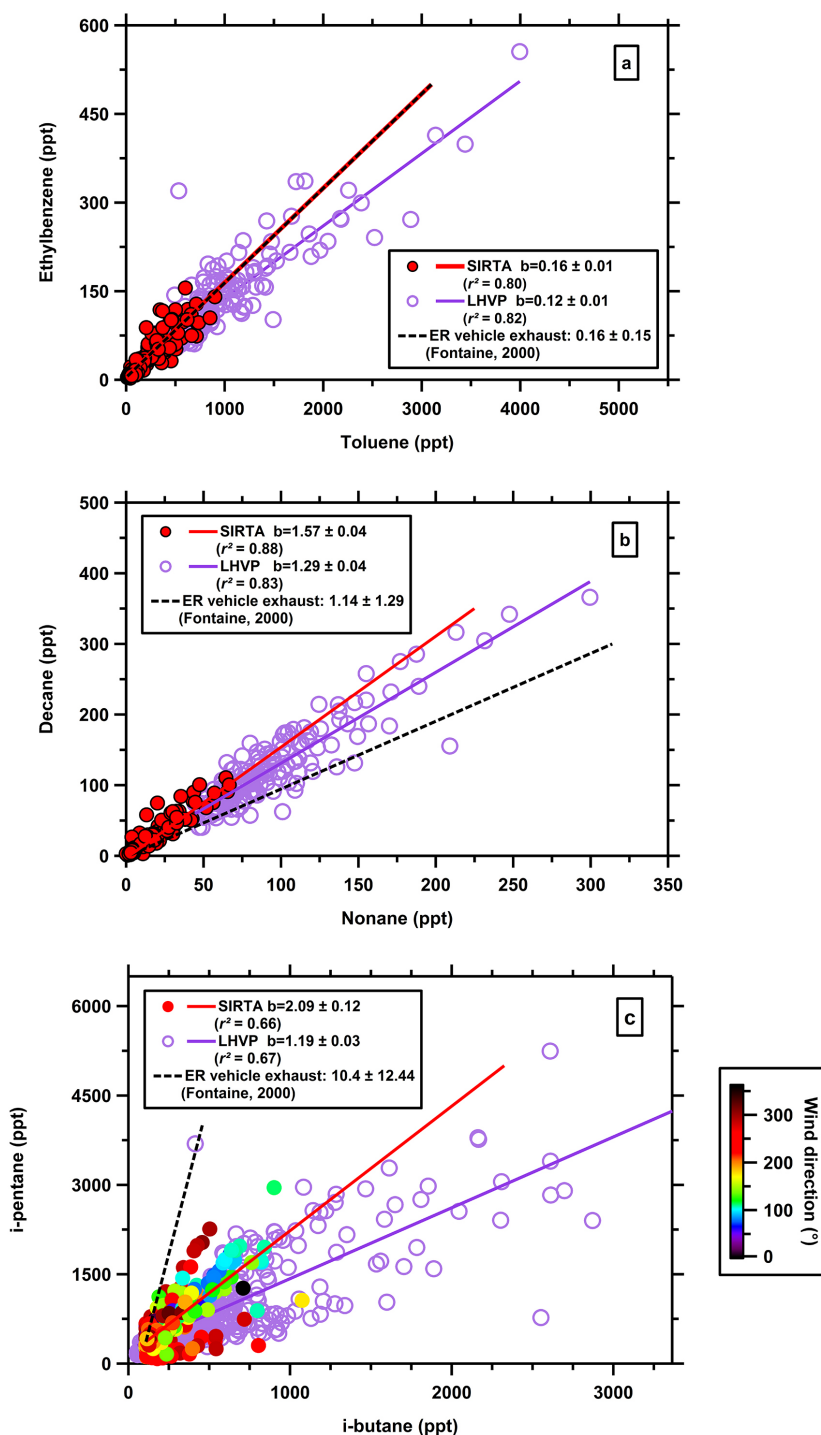 600
450
300
150
0
Ethylbenzene (ppt)
a
SIRTA b=0.16 ± 0.01
(r² = 0.80)
LHVP b=0.12 ± 0.01
(r² = 0.82)
ER vehicle exhaust: 0.16 ± 0.15
(Fontaine, 2000)
0 1000 2000 3000 4000 5000
Toluene (ppt)
500
400
300
200
100
0
Decane (ppt)
b
SIRTA b=1.57 ± 0.04
(r² = 0.88)
LHVP b=1.29 ± 0.04
(r² = 0.83)
ER vehicle exhaust: 1.14 ± 1.29
(Fontaine, 2000)
0 50 100 150 200 250 300 350
Nonane (ppt)
6000
4500
3000
1500
0
i-pentane (ppt)
c
SIRTA b=2.09 ± 0.12
(r² = 0.66)
LHVP b=1.19 ± 0.03
(r² = 0.67)
ER vehicle exhaust: 10.4 ± 12.44
(Fontaine, 2000)
0 1000 2000 3000
i-butane (ppt)
300
200
100
0
Wind direction (°)